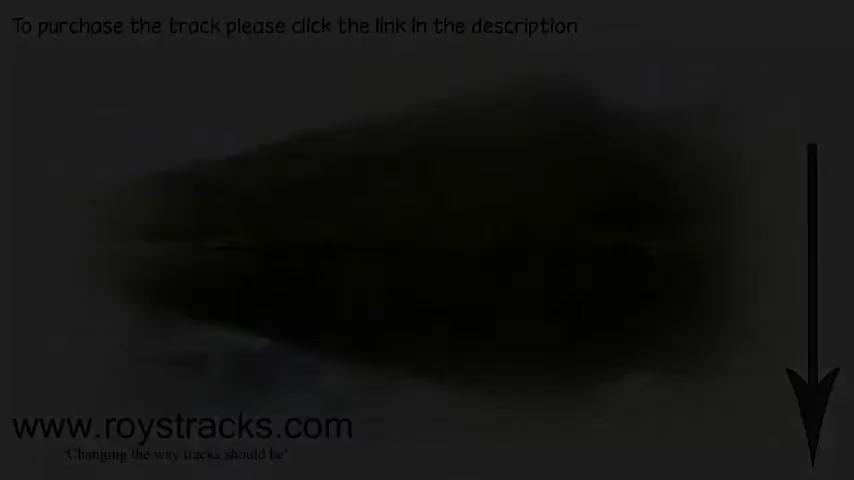 To purchase the track please click the link in the description
www.roystracks.com
'Changing the way tracks should be'